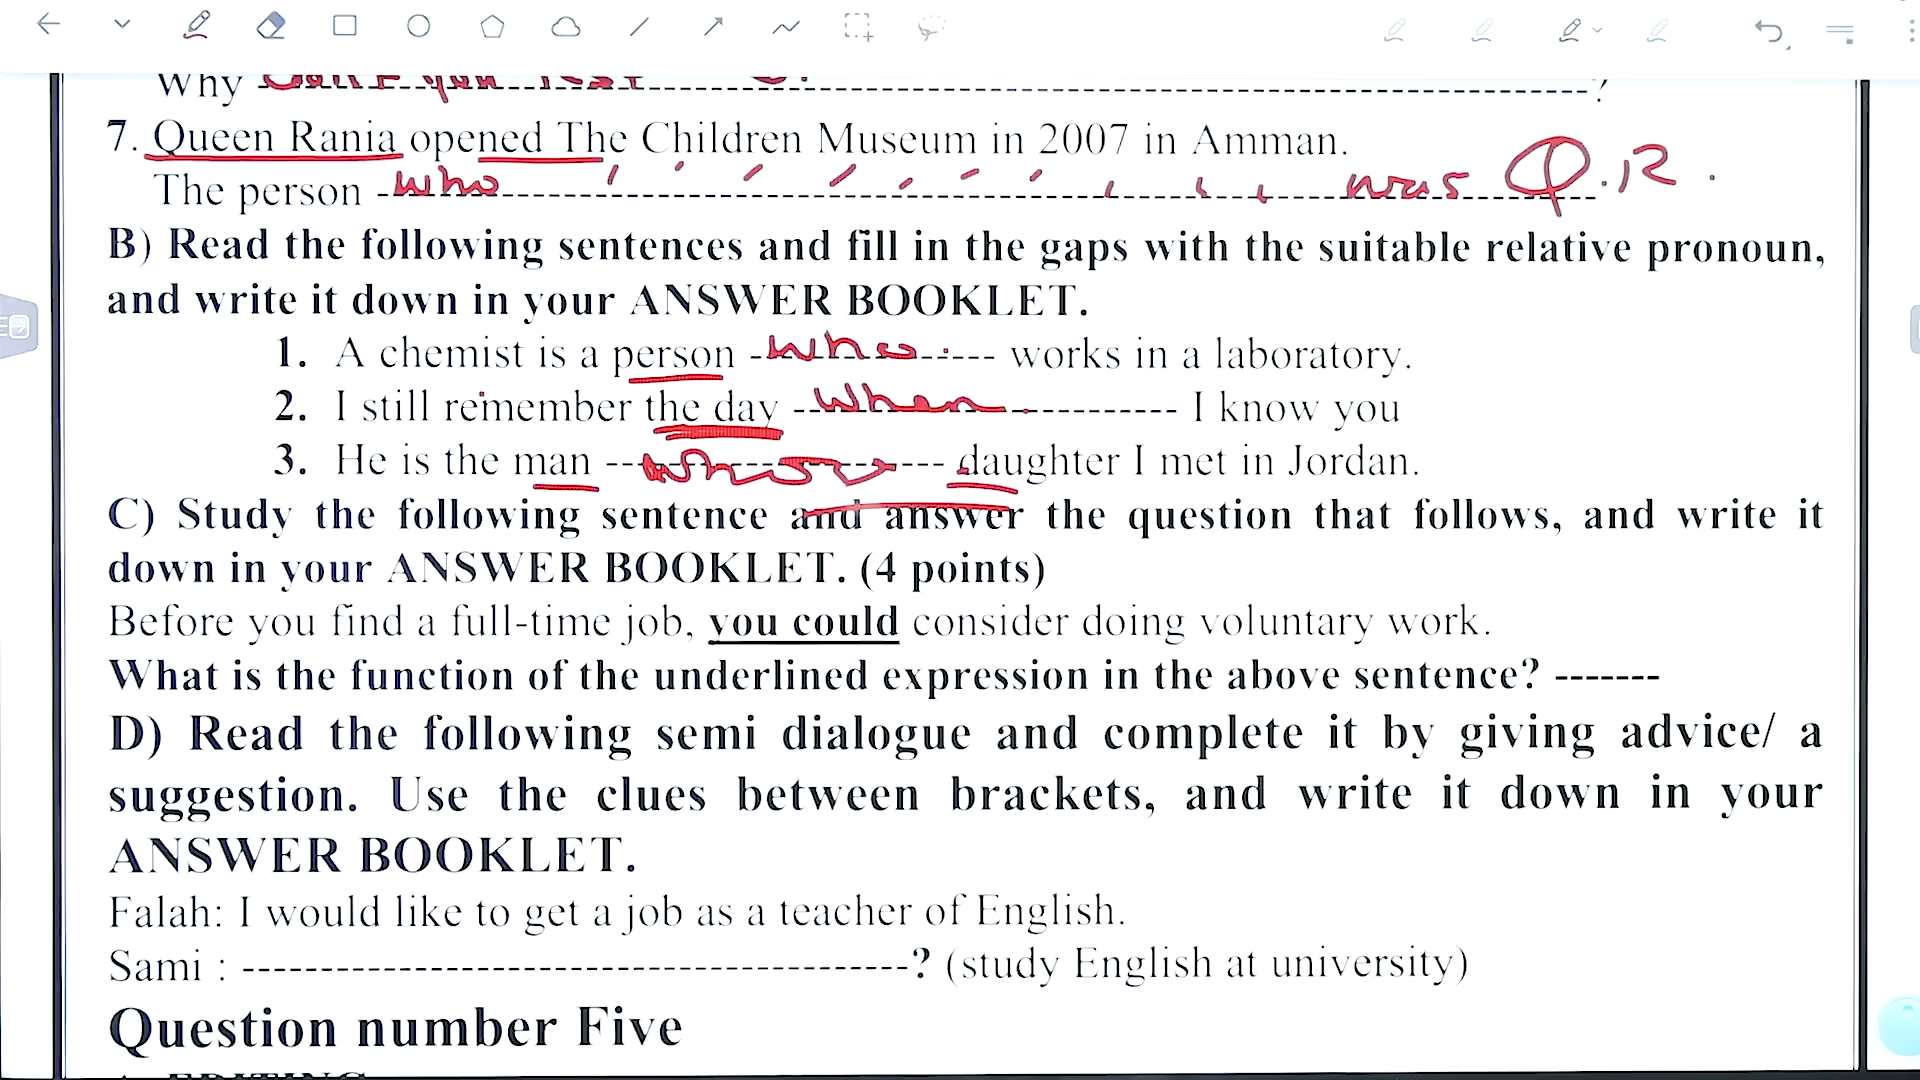 Why Don't you rest ?
7. Queen Rania opened The Children Museum in 2007 in Amman.
The person who was Q.R.
B) Read the following sentences and fill in the gaps with the suitable relative pronoun,
and write it down in your ANSWER BOOKLET.
1. A chemist is a person who works in a laboratory.
2. I still remember the day when I know you
3. He is the man whose daughter I met in Jordan.
C) Study the following sentence and answer the question that follows, and write it
down in your ANSWER BOOKLET. (4 points)
Before you find a full-time job, you could consider doing voluntary work.
What is the function of the underlined expression in the above sentence? -------
D) Read the following semi dialogue and complete it by giving advice/ a
suggestion. Use the clues between brackets, and write it down in your
ANSWER BOOKLET.
Falah: I would like to get a job as a teacher of English.
Sami : -------------------------------------------? (study English at university)
Question number Five